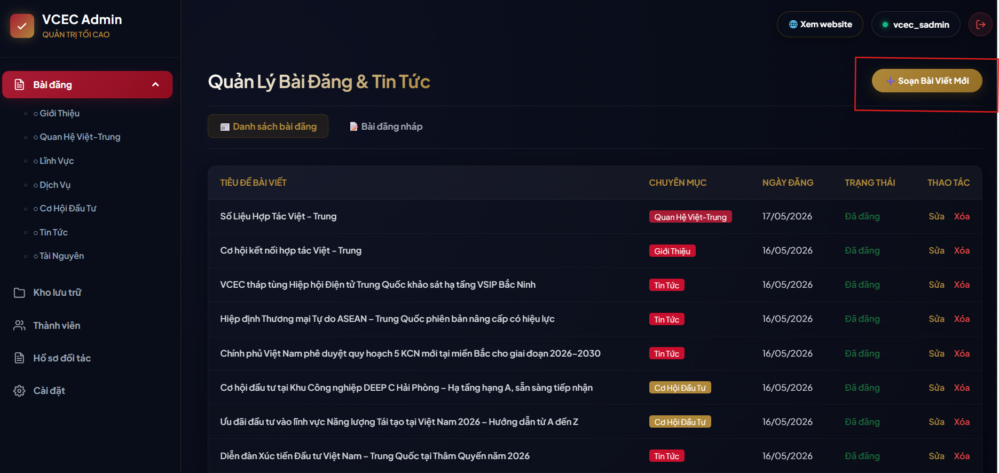 VCEC Admin
QUẢN TRỊ TỐI CAO
Xem website
vcec_sadmin
Bài đăng
Giới Thiệu
Quan Hệ Việt-Trung
Lĩnh Vực
Dịch Vụ
Cơ Hội Đầu Tư
Tin Tức
Tài Nguyên
Kho lưu trữ
Thành viên
Hồ sơ đối tác
Cài đặt
Quản Lý Bài Đăng & Tin Tức
Soạn Bài Viết Mới
Danh sách bài đăng
Bài đăng nháp
TIÊU ĐỀ BÀI VIẾT CHUYÊN MỤC NGÀY ĐĂNG TRẠNG THÁI THAO TÁC
Số Liệu Hợp Tác Việt - Trung Quan Hệ Việt-Trung 17/05/2026 Đã đăng Sửa Xóa
Cơ hội kết nối hợp tác Việt - Trung Giới Thiệu 16/05/2026 Đã đăng Sửa Xóa
VCEC tháp tùng Hiệp hội Điện tử Trung Quốc khảo sát hạ tầng VSIP Bắc Ninh Tin Tức 16/05/2026 Đã đăng Sửa Xóa
Hiệp định Thương mại Tự do ASEAN – Trung Quốc phiên bản nâng cấp có hiệu lực Tin Tức 16/05/2026 Đã đăng Sửa Xóa
Chính phủ Việt Nam phê duyệt quy hoạch 5 KCN mới tại miền Bắc cho giai đoạn 2026–2030 Tin Tức 16/05/2026 Đã đăng Sửa Xóa
Cơ hội đầu tư tại Khu Công nghiệp DEEP C Hải Phòng – Hạ tầng hạng A, sẵn sàng tiếp nhận Cơ Hội Đầu Tư 16/05/2026 Đã đăng Sửa Xóa
Ưu đãi đầu tư vào lĩnh vực Năng lượng Tái tạo tại Việt Nam 2026 – Hướng dẫn từ A đến Z Cơ Hội Đầu Tư 16/05/2026 Đã đăng Sửa Xóa
Diễn đàn Xúc tiến Đầu tư Việt Nam – Trung Quốc tại Thâm Quyến năm 2026 Tin Tức 16/05/2026 Đã đăng Sửa Xóa